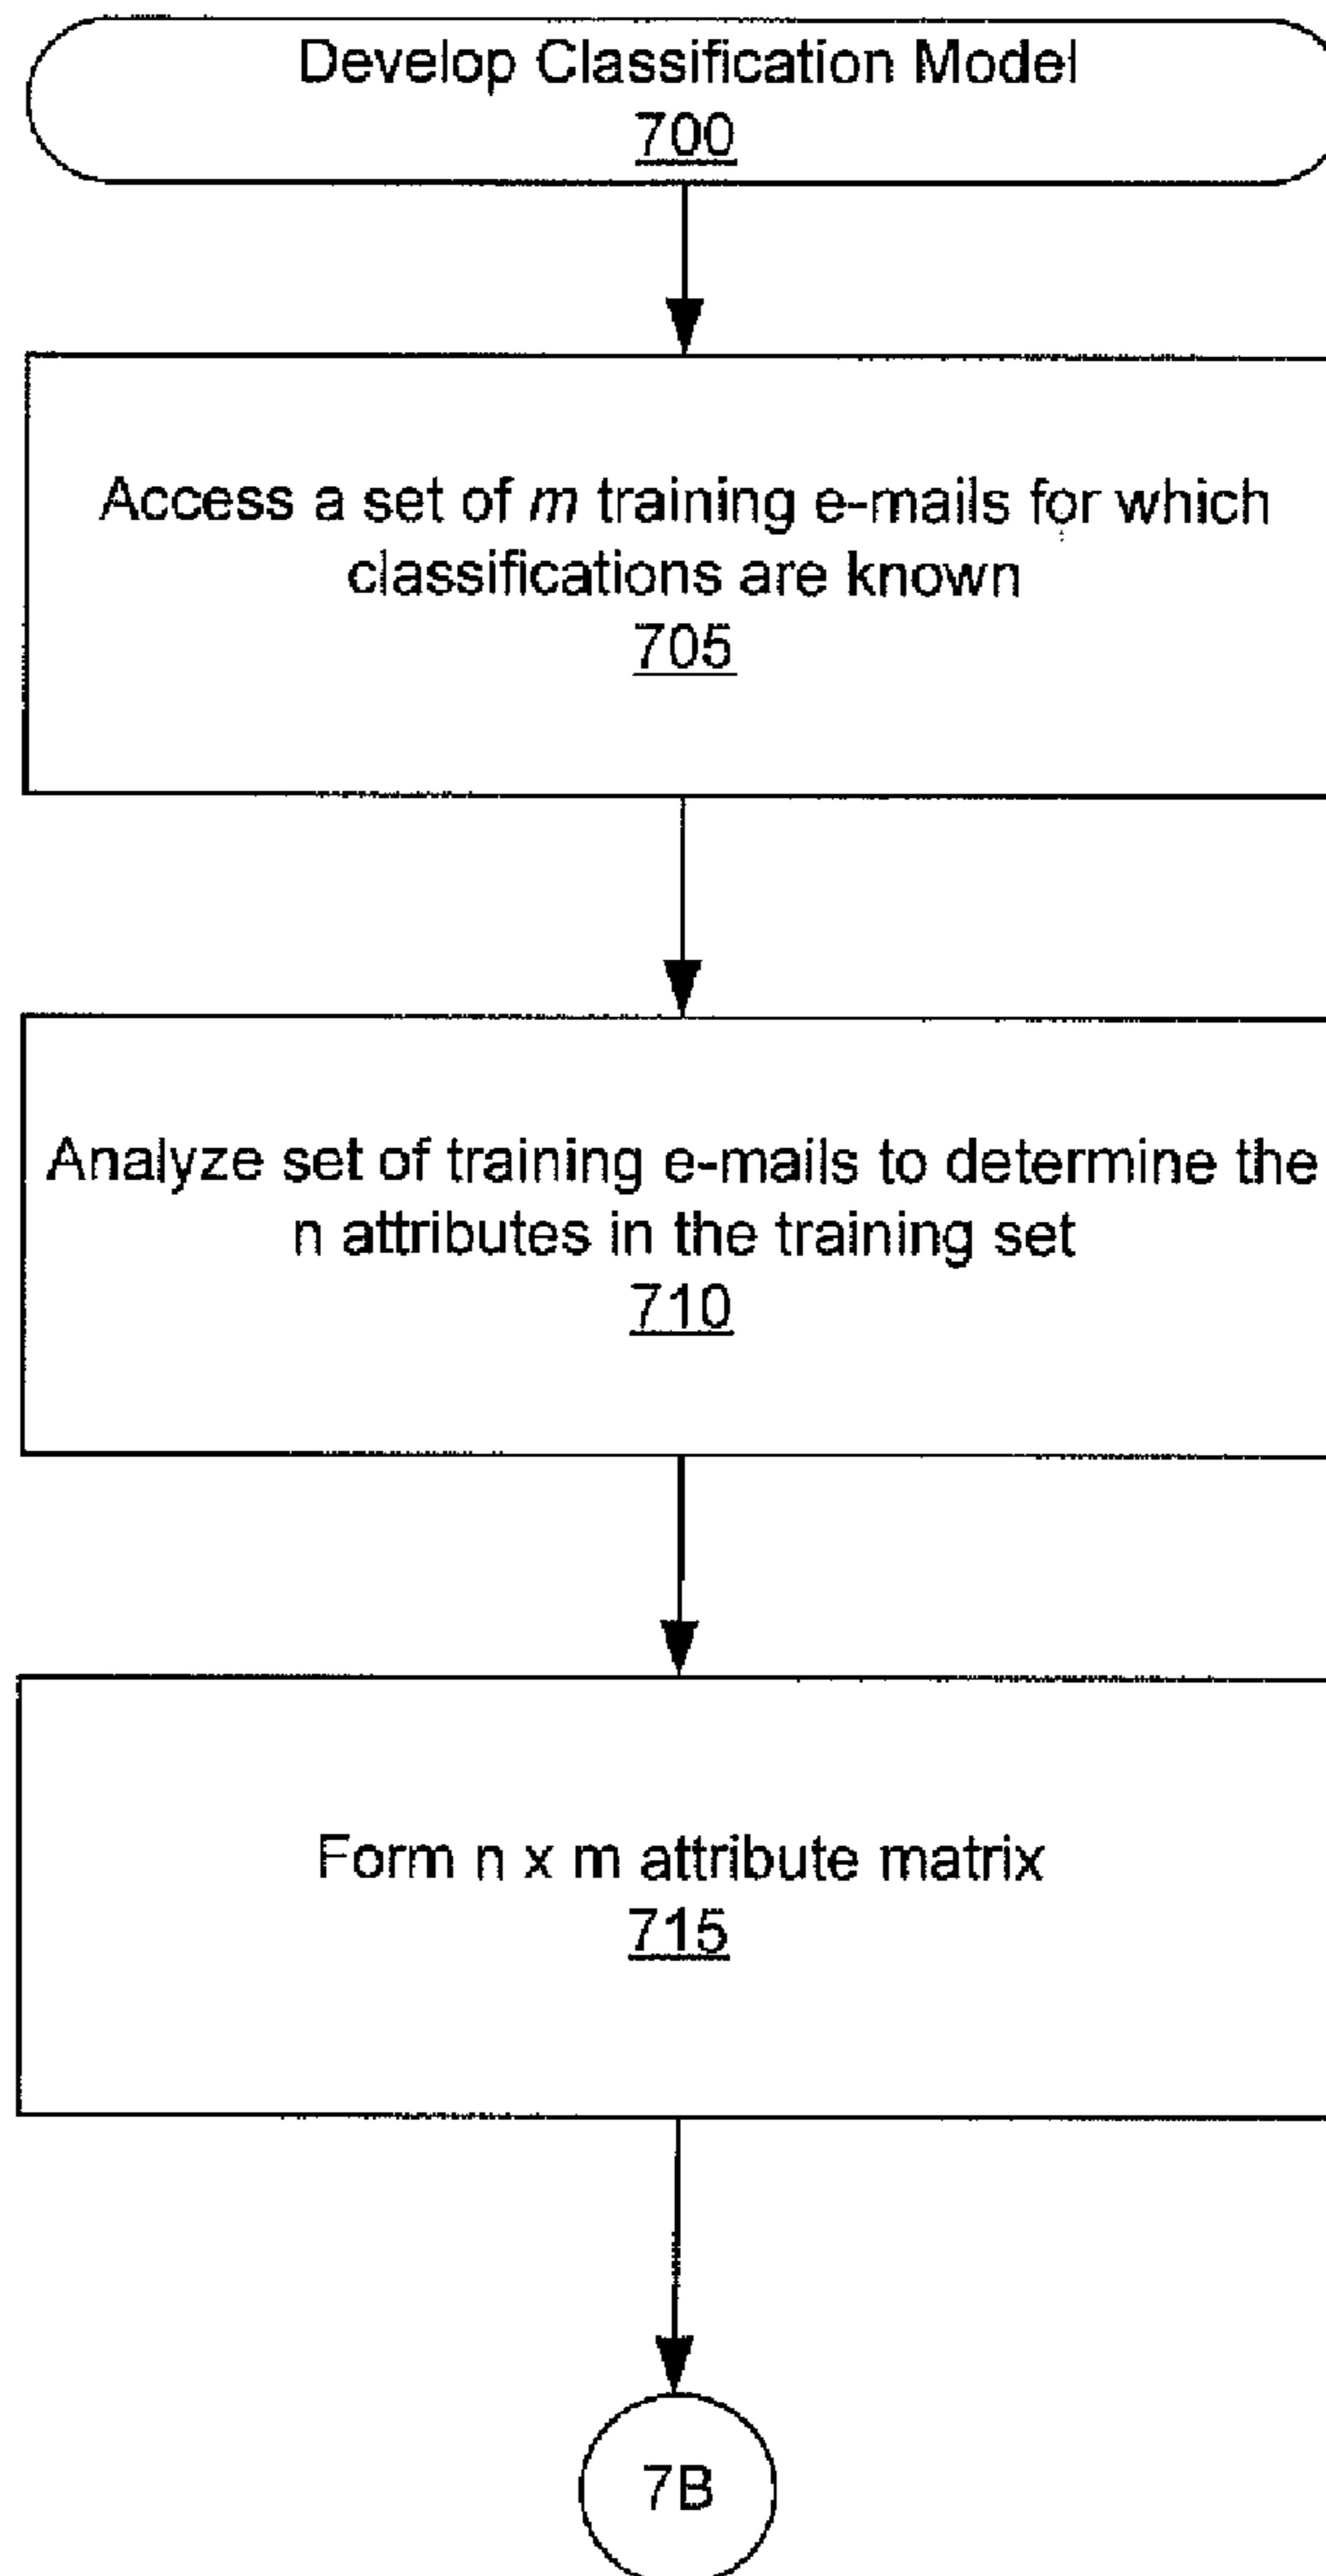 Develop Classification Model
700
Access a set of m training e-mails for which
classifications are known
705
Analyze set of training e-mails to determine the
n attributes in the training set
710
Form n x m attribute matrix
715
7B